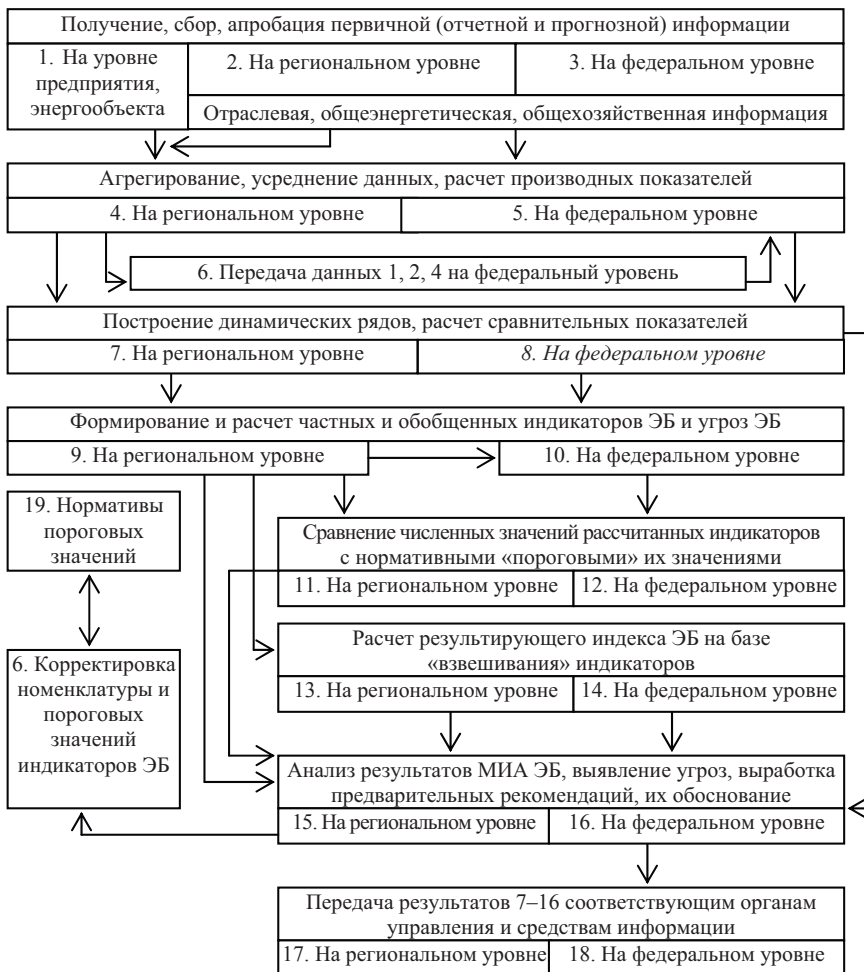 Получение, сбор, апробация первичной (отчетной и прогнозной) информации
1. На уровне
предприятия,
энергообъекта
2. На региональном уровне
3. На федеральном уровне
Отраслевая, общеэнергетическая, общехозяйственная информация
Агрегирование, усреднение данных, расчет производных показателей
4. На региональном уровне
5. На федеральном уровне
6. Передача данных 1, 2, 4 на федеральный уровень
Построение динамических рядов, расчет сравнительных показателей
7. На региональном уровне
8. На федеральном уровне
Формирование и расчет частных и обобщенных индикаторов ЭБ и угроз ЭБ
9. На региональном уровне
10. На федеральном уровне
19. Нормативы
пороговых
значений
Сравнение численных значений рассчитанных индикаторов
с нормативными «пороговыми» их значениями
11. На региональном уровне
12. На федеральном уровне
6. Корректировка
номенклатуры и
пороговых
значений
индикаторов ЭБ
Расчет результирующего индекса ЭБ на базе
«взвешивания» индикаторов
13. На региональном уровне
14. На федеральном уровне
Анализ результатов МИА ЭБ, выявление угроз, выработка
предварительных рекомендаций, их обоснование
15. На региональном уровне
16. На федеральном уровне
Передача результатов 7–16 соответствующим органам
управления и средствам информации
17. На региональном уровне
18. На федеральном уровне